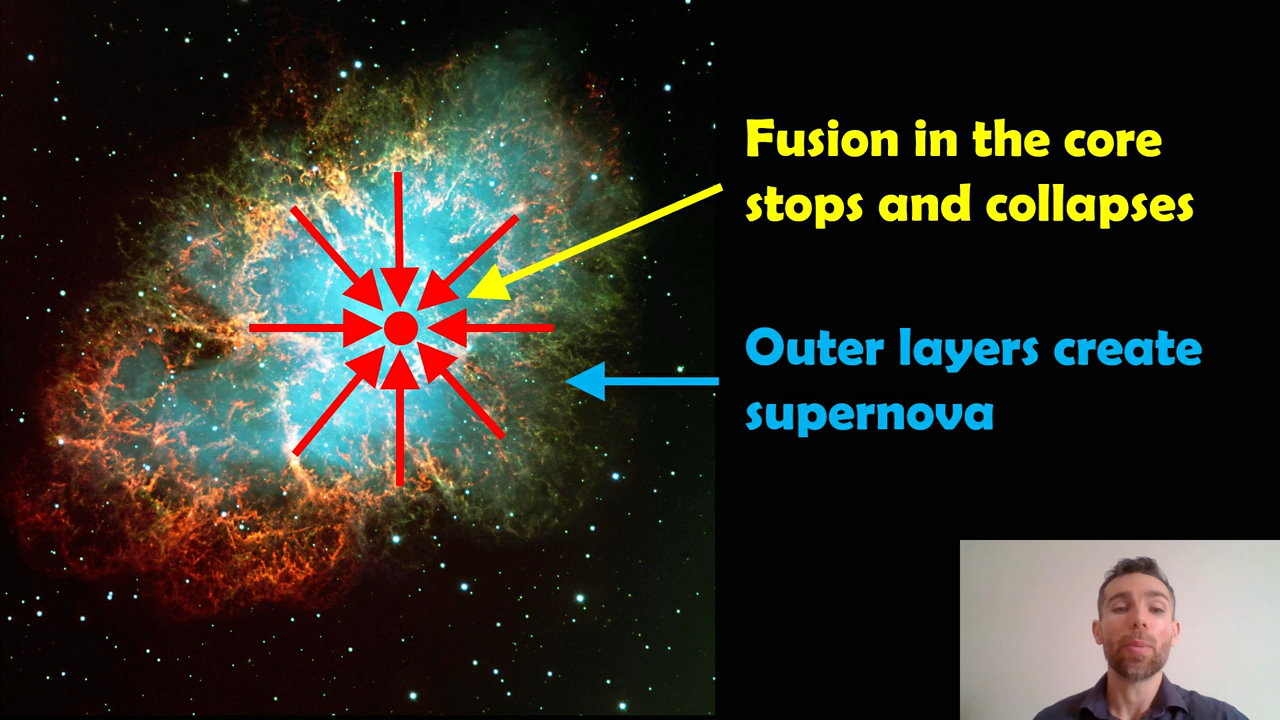 Fusion in the core
stops and collapses
Outer layers create
supernova